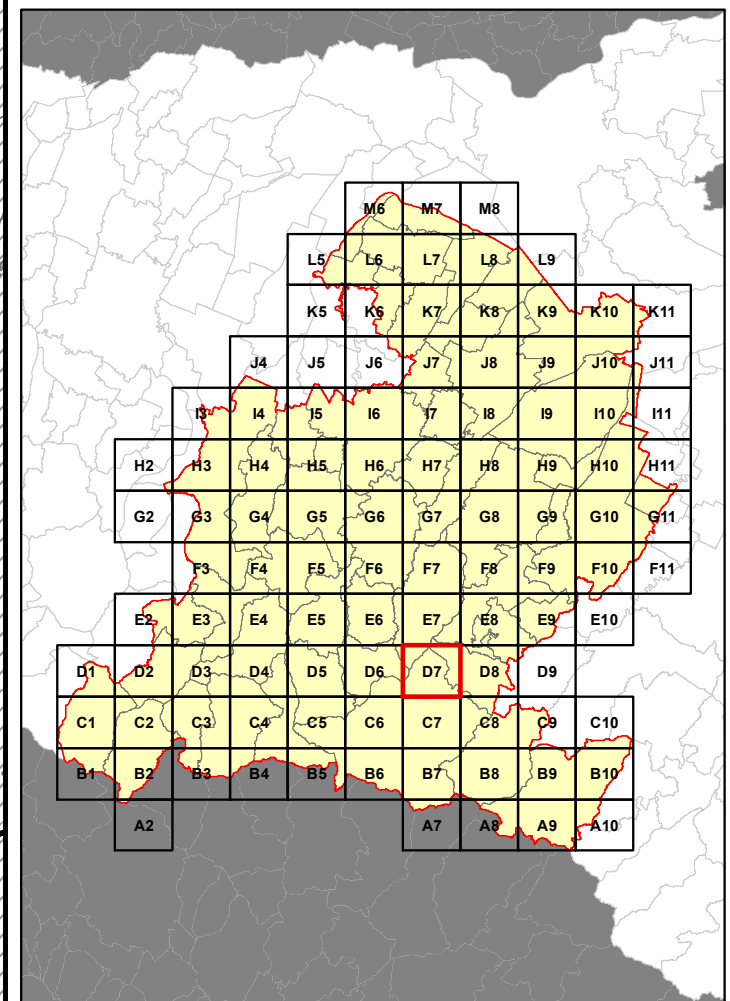 M6 M7 M8
L5 L6 L7 L8 L9
K5 K6 K7 K8 K9 K10 K11
J4 J5 J6 J7 J8 J9 J10 J11
I3 I4 I5 I6 I7 I8 I9 I10 I11
H2 H3 H4 H5 H6 H7 H8 H9 H10 H11
G2 G3 G4 G5 G6 G7 G8 G9 G10 G11
F3 F4 F5 F6 F7 F8 F9 F10 F11
E2 E3 E4 E5 E6 E7 E8 E9 E10
D1 D2 D3 D4 D5 D6 D7 D8 D9
C1 C2 C3 C4 C5 C6 C7 C8 C9 C10
B1 B2 B3 B4 B5 B6 B7 B8 B9 B10
A2 A7 A8 A9 A10